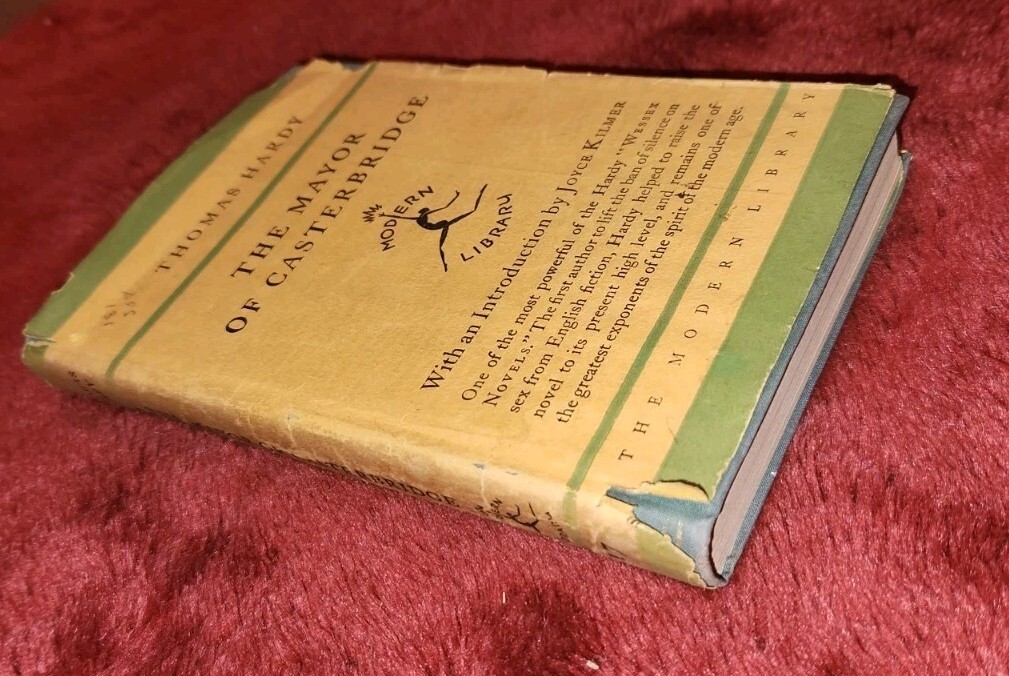 THOMAS HARDY
THE MAYOR
OF CASTERBRIDGE
THE
MODERN
LIBRARY
With an Introduction by JOYCE KILMER
One of the most powerful of the Hardy "WESSEX
NOVELS." The first author to lift the ban of silence on
sex from English fiction, Hardy helped to raise the
novel to its present high level, and remains one of
the greatest exponents of the spirit of the modern age.
THE MODERN LIBRARY